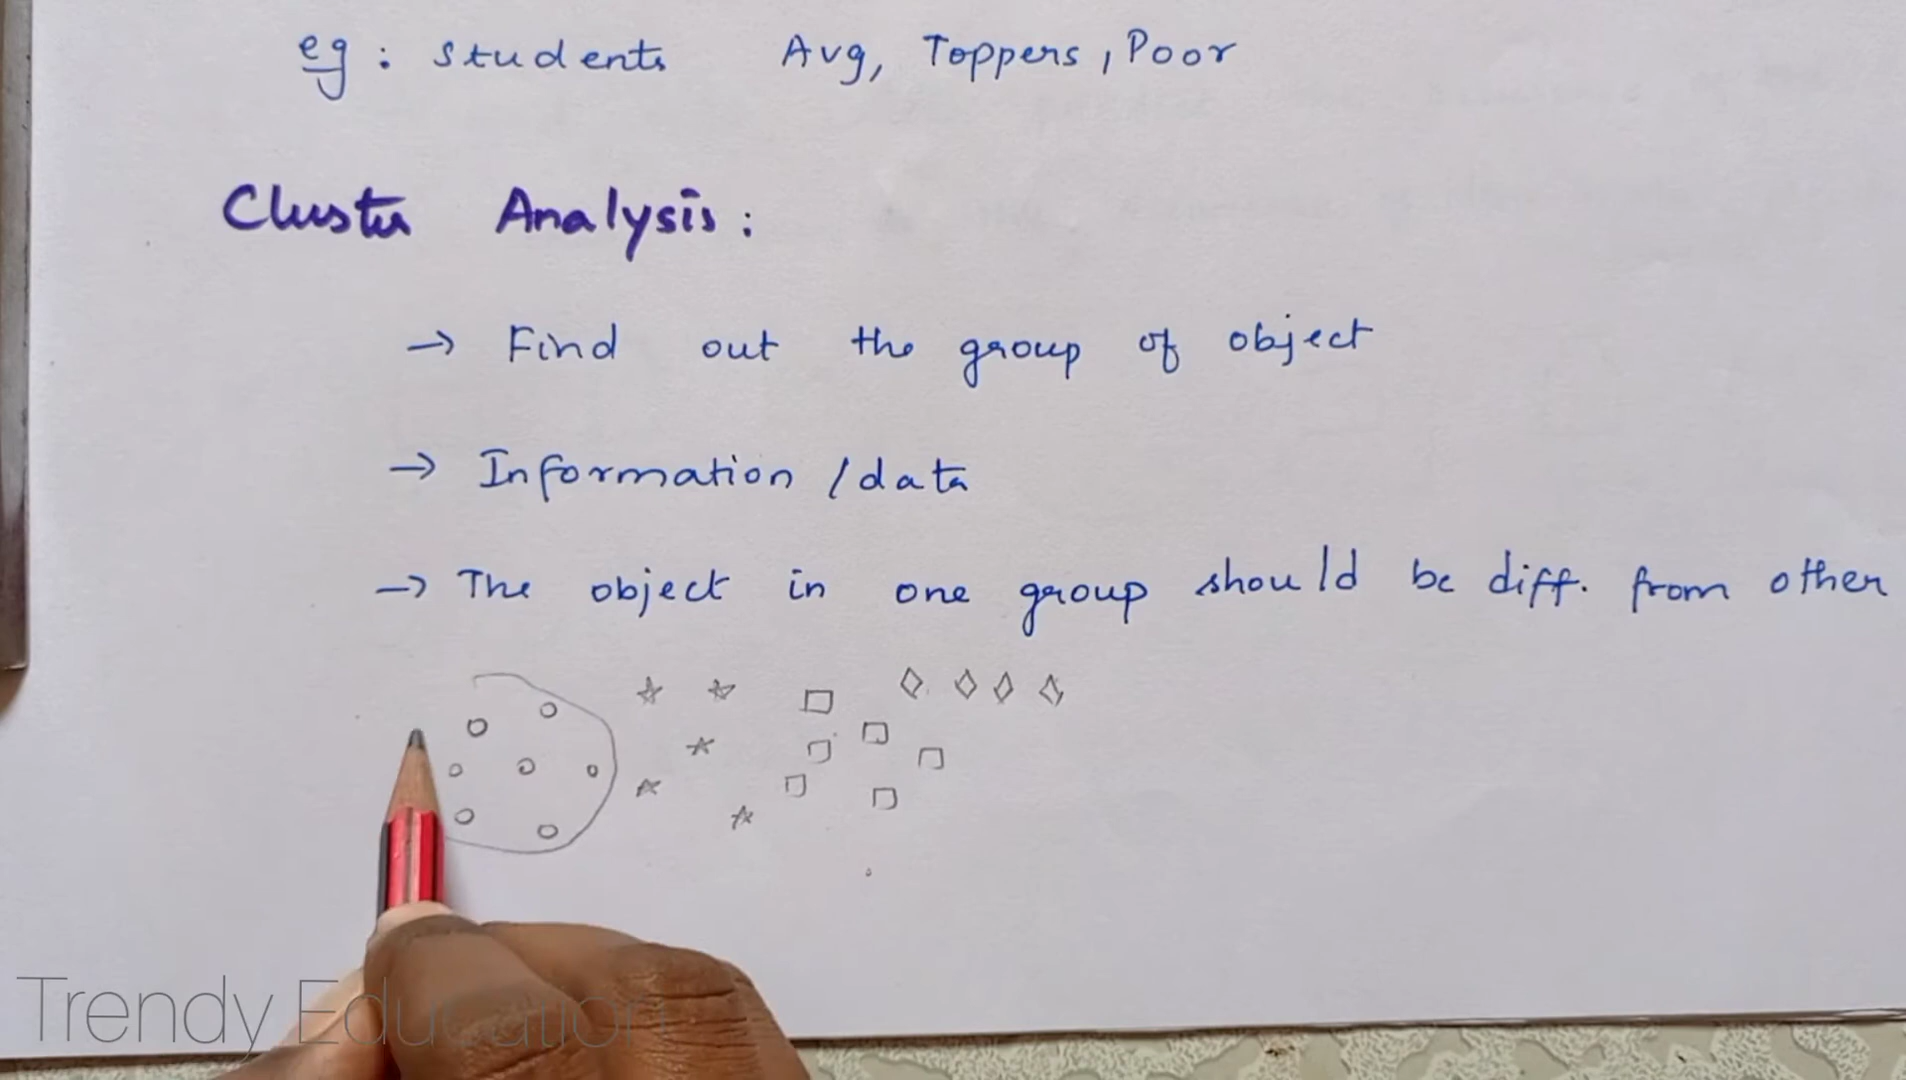 eg : Students Avg, Toppers, Poor
Cluster Analysis:
→ Find out the group of object
→ Information / data
→ The object in one group should be diff. from other
Trendy Education